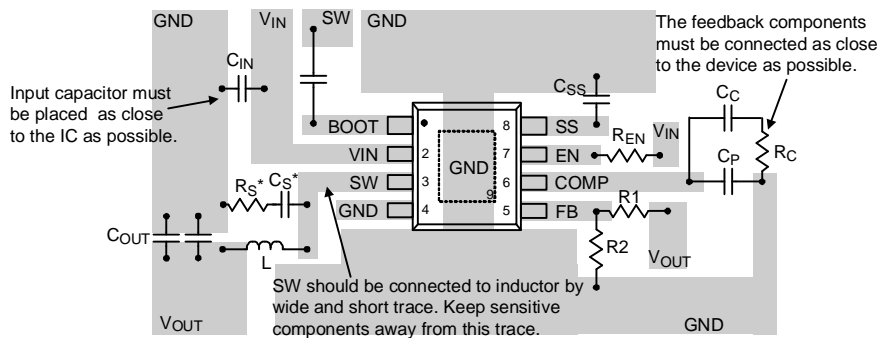 GND
VIN
SW
GND
The feedback components
must be connected as close
to the device as possible.
CIN
Input capacitor must
be placed as close
to the IC as possible.
CSS
CC
BOOT
8
SS
REN
VIN
RC
VIN
2
GND
7
EN
CP
SW
3
6
COMP
9
RS*
CS*
GND
4
5
FB
R1
COUT
R2
L
VOUT
SW should be connected to inductor by
wide and short trace. Keep sensitive
components away from this trace.
VOUT
GND